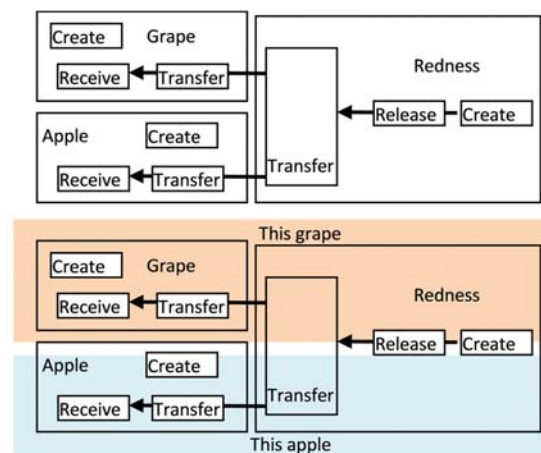 Create Grape
Redness
Receive Transfer
Release Create
Apple Create
Transfer
Receive Transfer
This grape
Create Grape
Redness
Receive Transfer
Release Create
Apple Create
Transfer
Receive Transfer
This apple